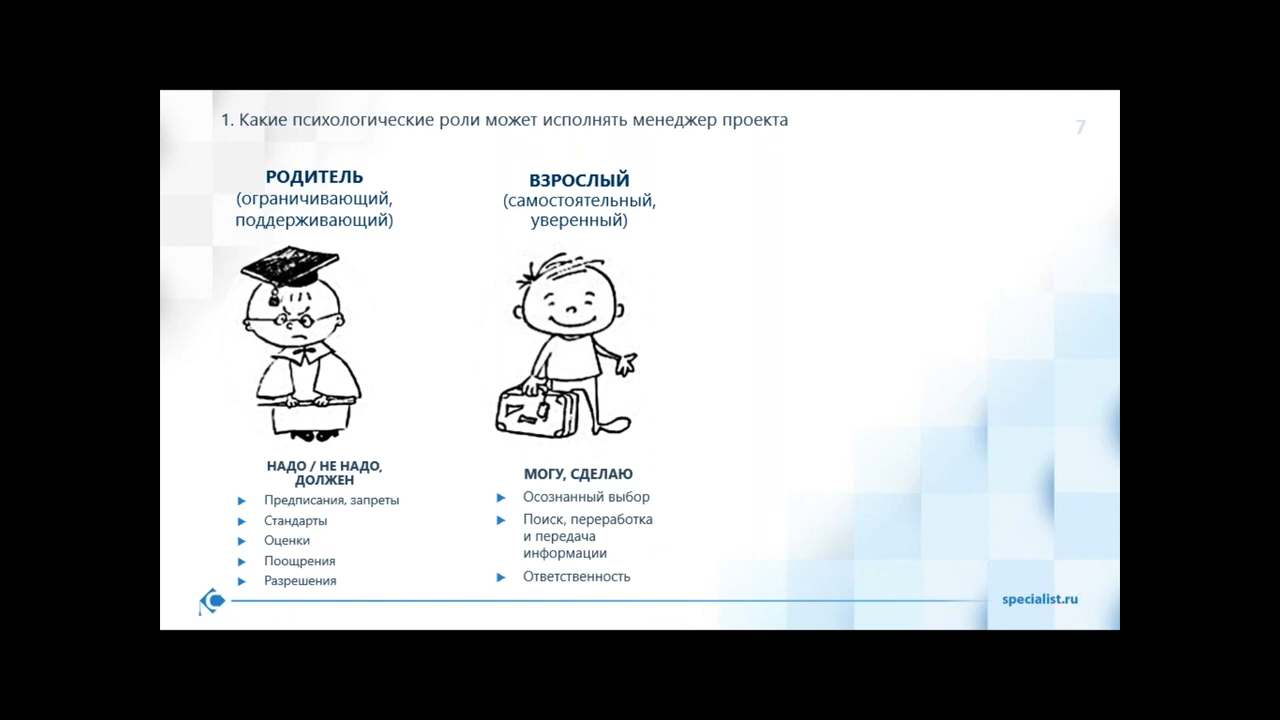 1. Какие психологические роли может исполнять менеджер проекта
7
РОДИТЕЛЬ
(ограничивающий,
поддерживающий)
НАДО / НЕ НАДО,
ДОЛЖЕН
Предписания, запреты
Стандарты
Оценки
Поощрения
Разрешения
ВЗРОСЛЫЙ
(самостоятельный,
уверенный)
МОГУ, СДЕЛАЮ
Осознанный выбор
Поиск, переработка
и передача
информации
Ответственность
specialist.ru